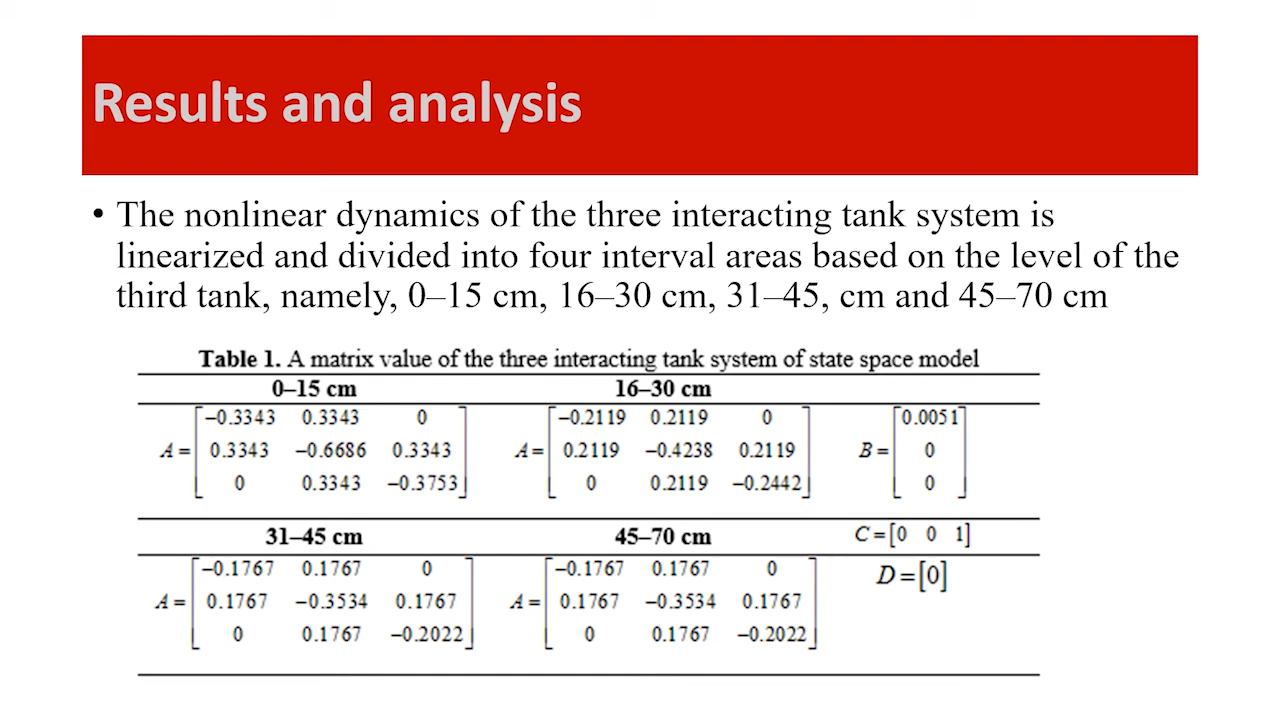 Results and analysis
• The nonlinear dynamics of the three interacting tank system is
linearized and divided into four interval areas based on the level of the
third tank, namely, 0–15 cm, 16–30 cm, 31–45, cm and 45–70 cm
Table 1. A matrix value of the three interacting tank system of state space model
0–15 cm 16–30 cm
−0.3343 0.3343 0 −0.2119 0.2119 0 0.0051
A = 0.3343 −0.6686 0.3343 A = 0.2119 −0.4238 0.2119 B = 0
0 0.3343 −0.3753 0 0.2119 −0.2442 0
31–45 cm 45–70 cm C = [0 0 1]
−0.1767 0.1767 0 −0.1767 0.1767 0 D = [0]
A = 0.1767 −0.3534 0.1767 A = 0.1767 −0.3534 0.1767
0 0.1767 −0.2022 0 0.1767 −0.2022